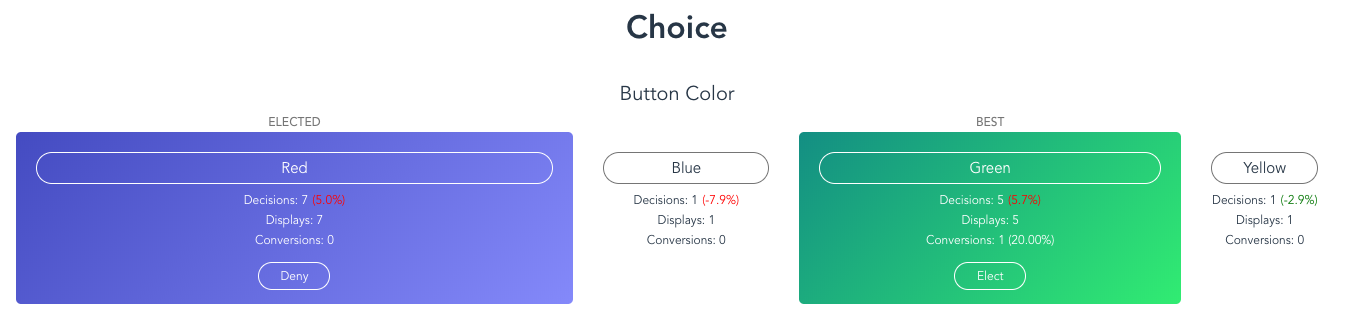 Choice
Button Color
ELECTED
Red
Decisions: 7 (5.0%)
Displays: 7
Conversions: 0
Deny
Blue
Decisions: 1 (-7.9%)
Displays: 1
Conversions: 0
BEST
Green
Decisions: 5 (5.7%)
Displays: 5
Conversions: 1 (20.00%)
Elect
Yellow
Decisions: 1 (-2.9%)
Displays: 1
Conversions: 0